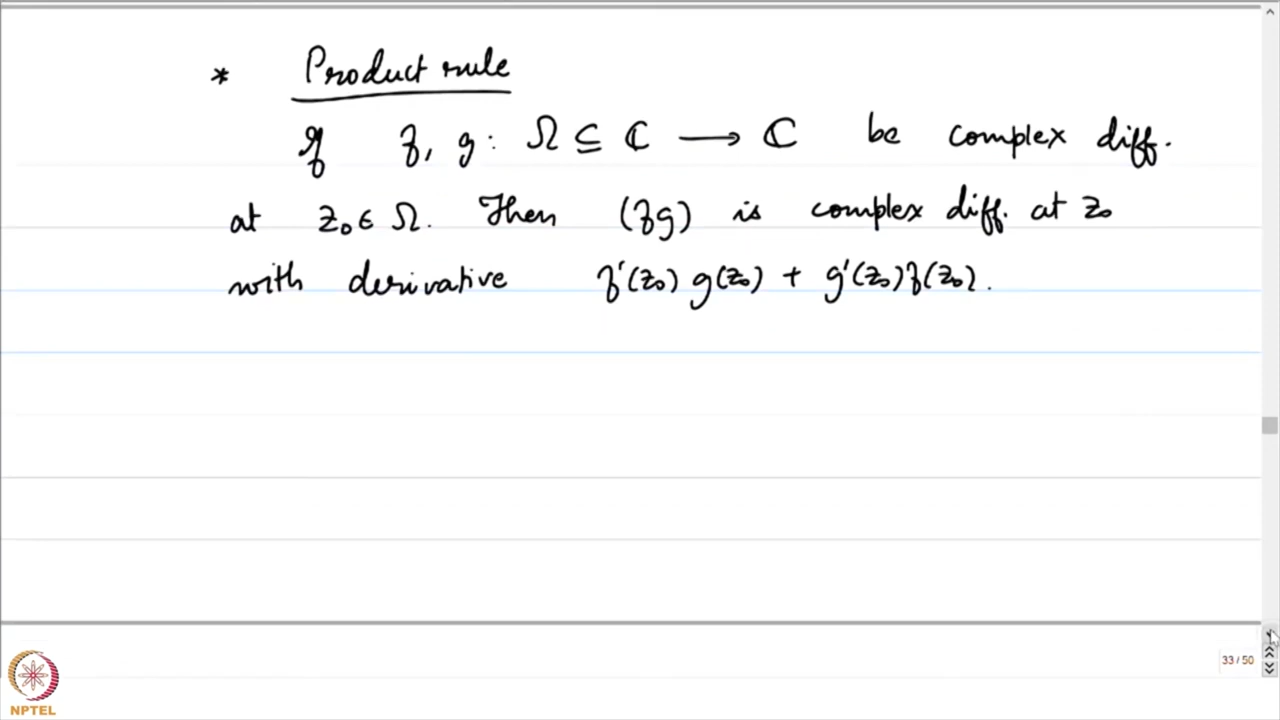 * Product rule
If f, g: Ω ⊆ ℂ ⟶ ℂ be complex diff.
at z₀ ∈ Ω. Then (fg) is complex diff. at z₀
with derivative f'(z₀) g(z₀) + g'(z₀)f(z₀).
33 / 50
NPTEL